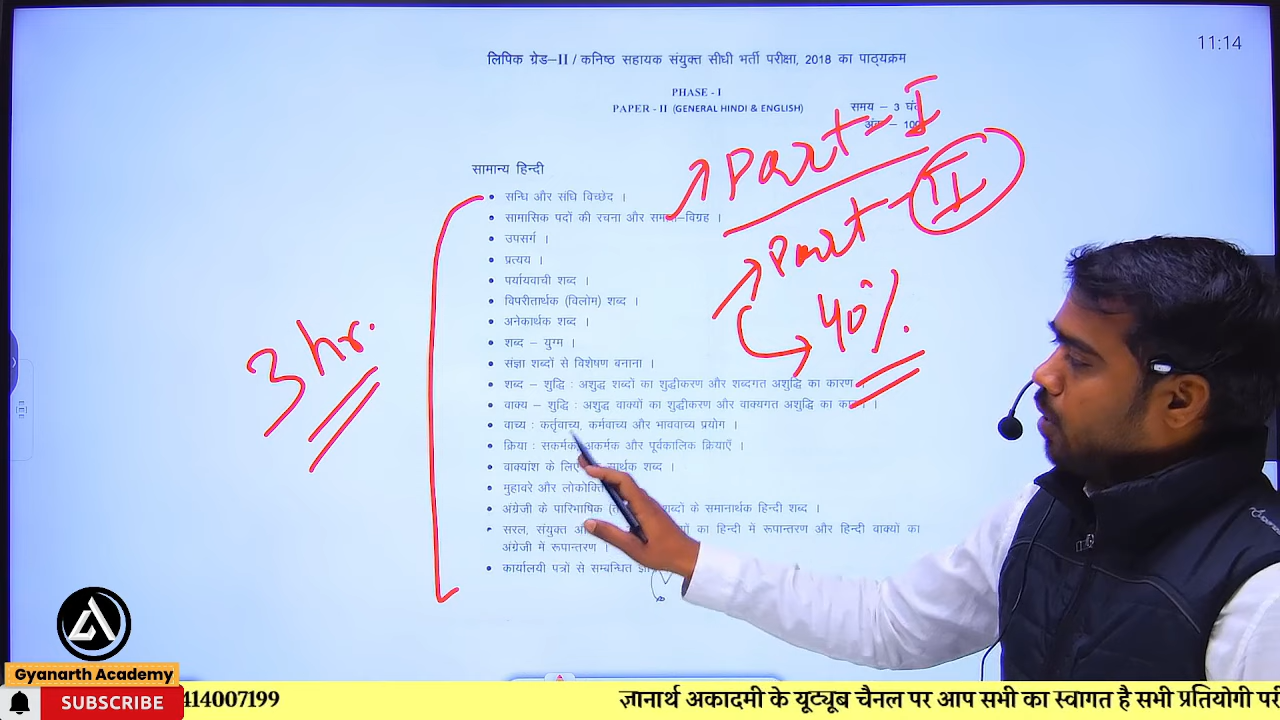 11:14
लिपिक ग्रेड–II / कनिष्ठ सहायक संयुक्त सीधी भर्ती परीक्षा, 2018 का पाठ्यक्रम
PHASE - I
PAPER - II (GENERAL HINDI & ENGLISH)
समय – 3
– 100
सामान्य हिन्दी
• सन्धि और संधि विच्छेद ।
• सामासिक पदों की रचना और –विग्रह ।
• उपसर्ग ।
• प्रत्यय ।
• पर्यायवाची शब्द ।
• विपरीतार्थक (विलोम) शब्द ।
• अनेकार्थक शब्द ।
• शब्द – युग्म ।
• संज्ञा शब्दों से विशेषण बनाना ।
• शब्द – शुद्धि : अशुद्ध शब्दों का शुद्धीकरण और शब्दगत अशुद्धि का कारण
• वाक्य – शुद्धि : अशुद्ध वाक्यों का शुद्धीकरण और वाक्यगत अशुद्धि का ।
• वाच्य : कर्तृवाच्य, कर्मवाच्य और भाववाच्य प्रयोग ।
• क्रिया : सकर्मक, अकर्मक और पूर्वकालिक क्रियाएँ ।
• वाक्यांश के लिए शब्द ।
• मुहावरे और
• अंग्रेजी के पारिभाषिक शब्दों के समानार्थक हिन्दी शब्द ।
• सरल, संयुक्त का हिन्दी में रूपान्तरण और हिन्दी वाक्यों का
अंग्रेजी में रूपान्तरण ।
• कार्यालयी पत्रों से सम्बन्धित
Part - I
Part - II
40%.
3 hr.
Gyanarth Academy
SUBSCRIBE
414007199
ज्ञानार्थ अकादमी के यूट्यूब चैनल पर आप सभी का स्वागत है सभी प्रतियोगी